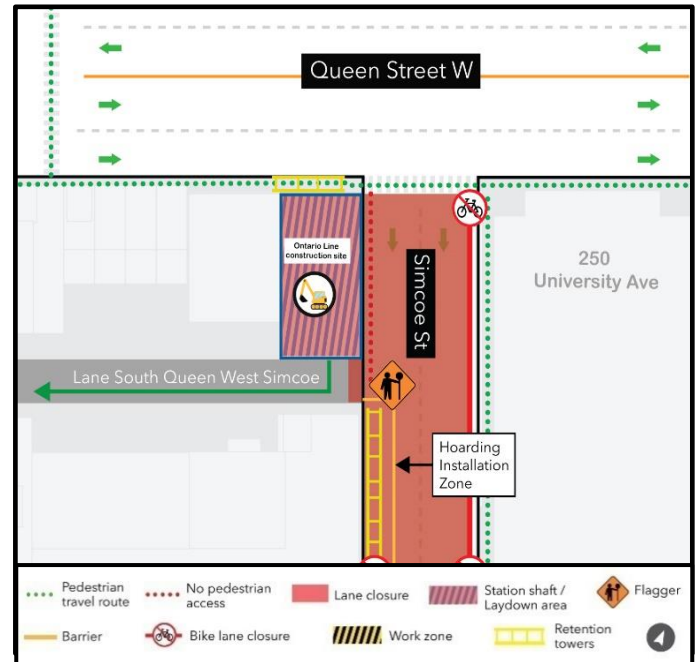 Queen Street W
Ontario Line
construction site
Simcoe St
250
University Ave
Lane South Queen West Simcoe
Hoarding
Installation
Zone
Pedestrian
travel route
No pedestrian
access
Lane closure
Station shaft /
Laydown area
Flagger
Barrier
Bike lane closure
Work zone
Retention
towers